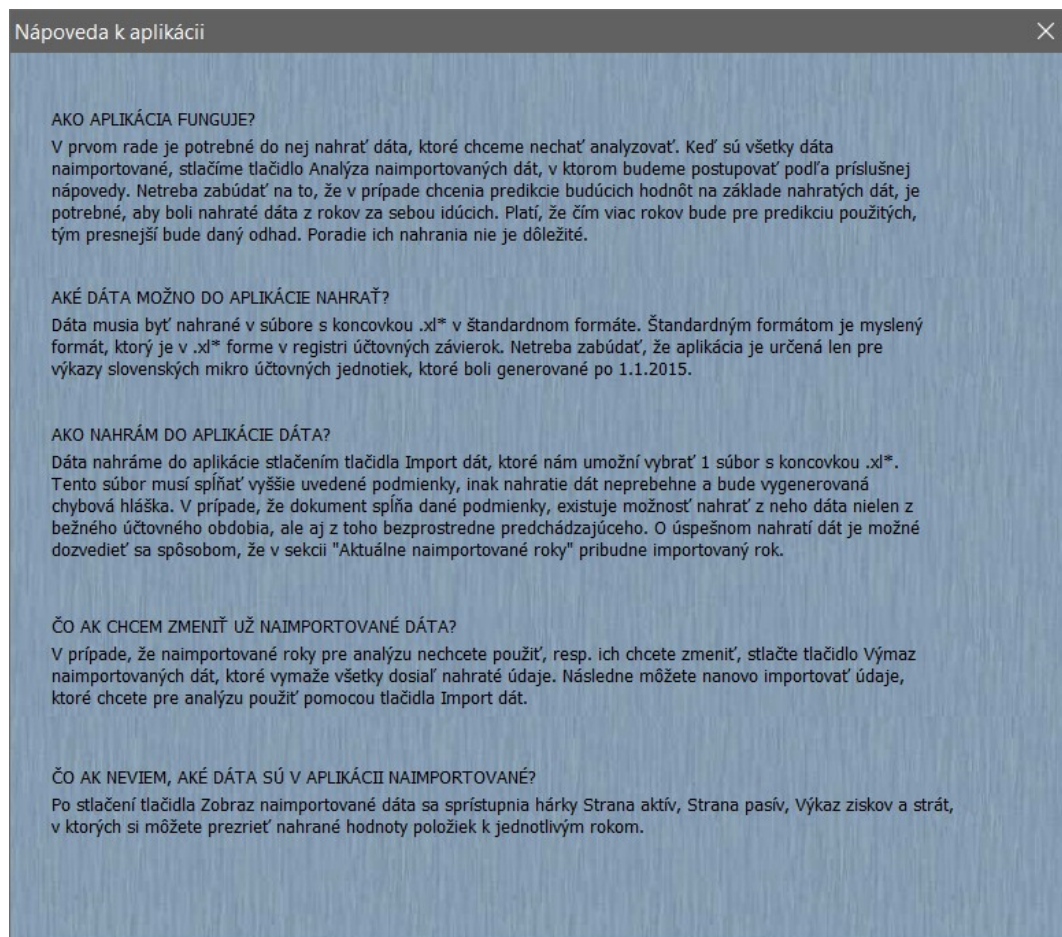 Nápoveda k aplikácii
AKO APLIKÁCIA FUNGUJE?
V prvom rade je potrebné do nej nahrať dáta, ktoré chceme nechať analyzovať. Keď sú všetky dáta
naimportované, stlačíme tlačidlo Analýza naimportovaných dát, v ktorom budeme postupovať podľa príslušnej
nápovedy. Netreba zabúdať na to, že v prípade chcenia predikcie budúcich hodnôt na základe nahratých dát, je
potrebné, aby boli nahraté dáta z rokov za sebou idúcich. Platí, že čím viac rokov bude pre predikciu použitých,
tým presnejší bude daný odhad. Poradie ich nahrania nie je dôležité.
AKÉ DÁTA MOŽNO DO APLIKÁCIE NAHRAŤ?
Dáta musia byť nahrané v súbore s koncovkou .xl* v štandardnom formáte. Štandardným formátom je myslený
formát, ktorý je v .xl* forme v registri účtovných závierok. Netreba zabúdať, že aplikácia je určená len pre
výkazy slovenských mikro účtovných jednotiek, ktoré boli generované po 1.1.2015.
AKO NAHRÁM DO APLIKÁCIE DÁTA?
Dáta nahráme do aplikácie stlačením tlačidla Import dát, ktoré nám umožní vybrať 1 súbor s koncovkou .xl*.
Tento súbor musí spĺňať vyššie uvedené podmienky, inak nahratie dát neprebehne a bude vygenerovaná
chybová hláška. V prípade, že dokument spĺňa dané podmienky, existuje možnosť nahrať z neho dáta nielen z
bežného účtovného obdobia, ale aj z toho bezprostredne predchádzajúceho. O úspešnom nahratí dát je možné
dozvedieť sa spôsobom, že v sekcii "Aktuálne naimportované roky" pribudne importovaný rok.
ČO AK CHCEM ZMENIŤ UŽ NAIMPORTOVANÉ DÁTA?
V prípade, že naimportované roky pre analýzu nechcete použiť, resp. ich chcete zmeniť, stlačte tlačidlo Výmaz
naimportovaných dát, ktoré vymaže všetky dosiaľ nahraté údaje. Následne môžete nanovo importovať údaje,
ktoré chcete pre analýzu použiť pomocou tlačidla Import dát.
ČO AK NEVIEM, AKÉ DÁTA SÚ V APLIKÁCII NAIMPORTOVANÉ?
Po stlačení tlačidla Zobraz naimportované dáta sa sprístupnia hárky Strana aktív, Strana pasív, Výkaz ziskov a strát,
v ktorých si môžete prezrieť nahrané hodnoty položiek k jednotlivým rokom.